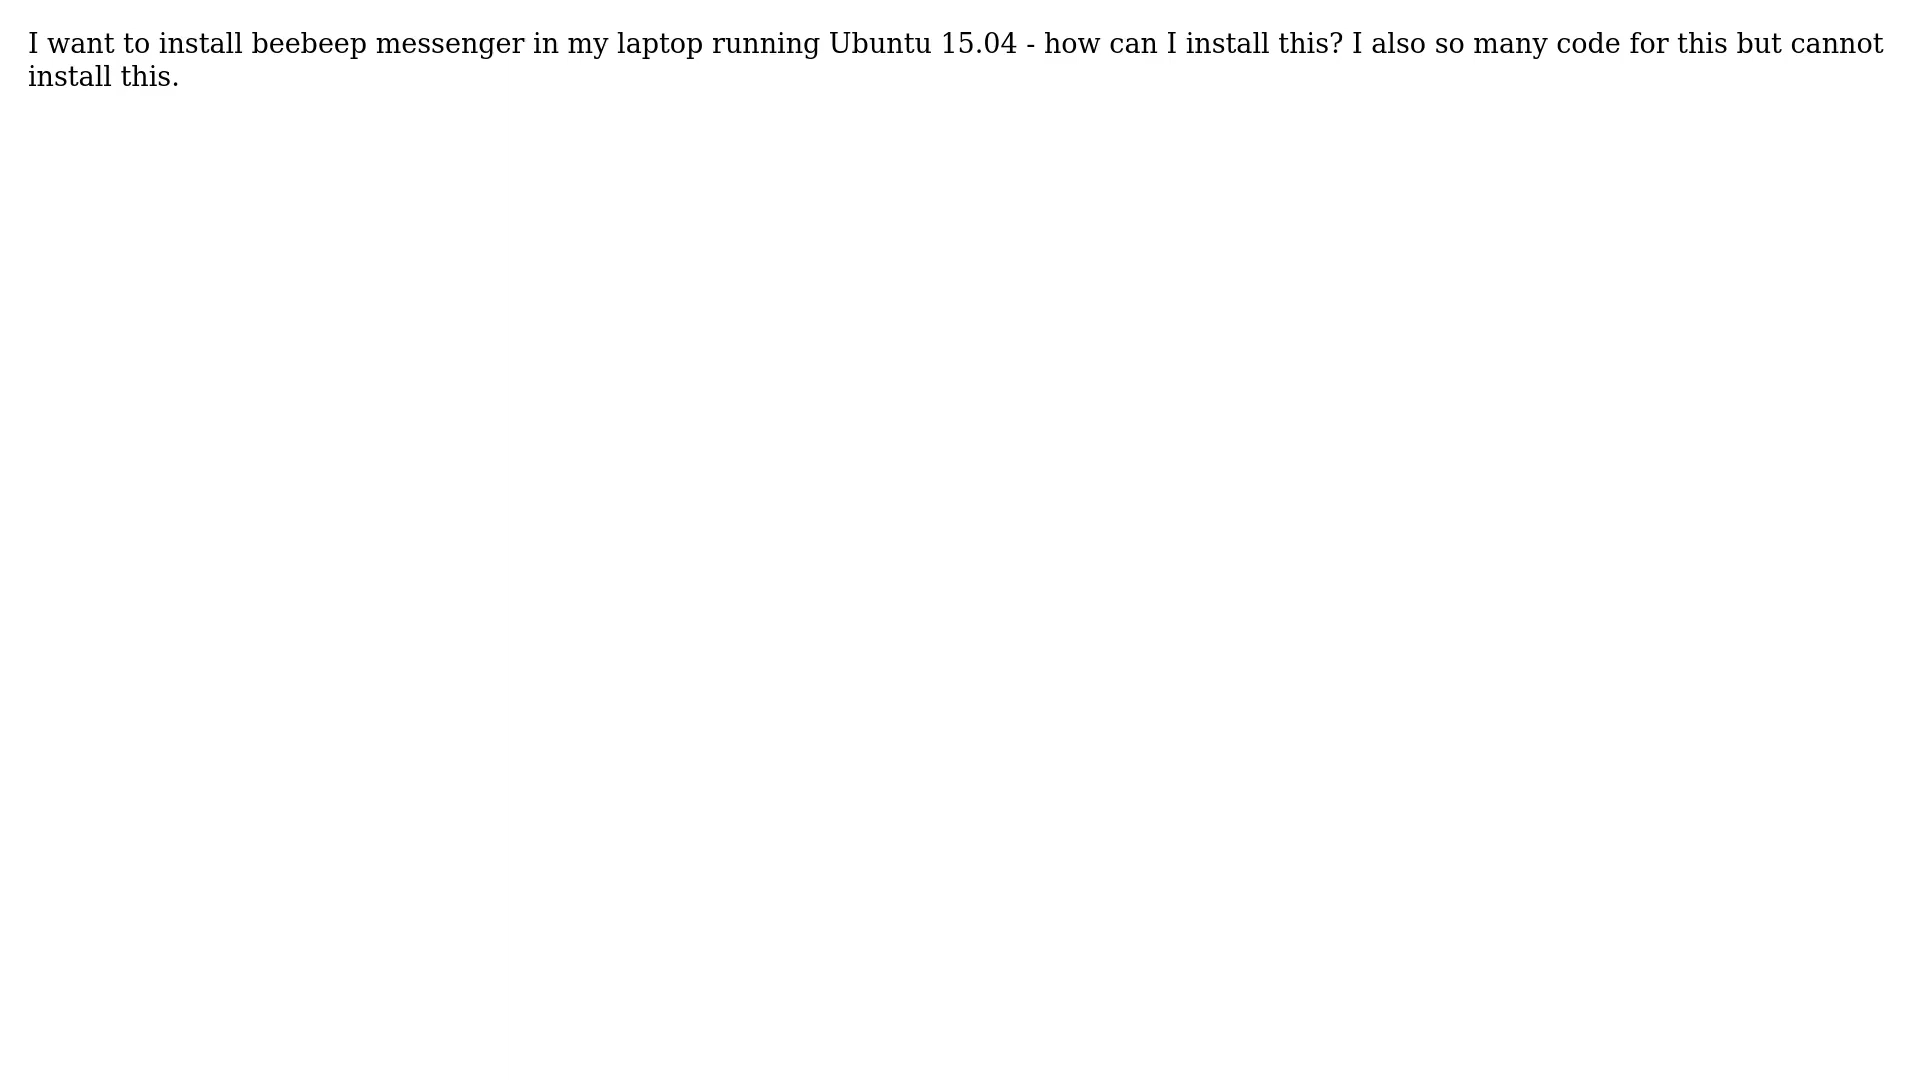 I want to install beebeep messenger in my laptop running Ubuntu 15.04 - how can I install this? I also so many code for this but cannot
install this.